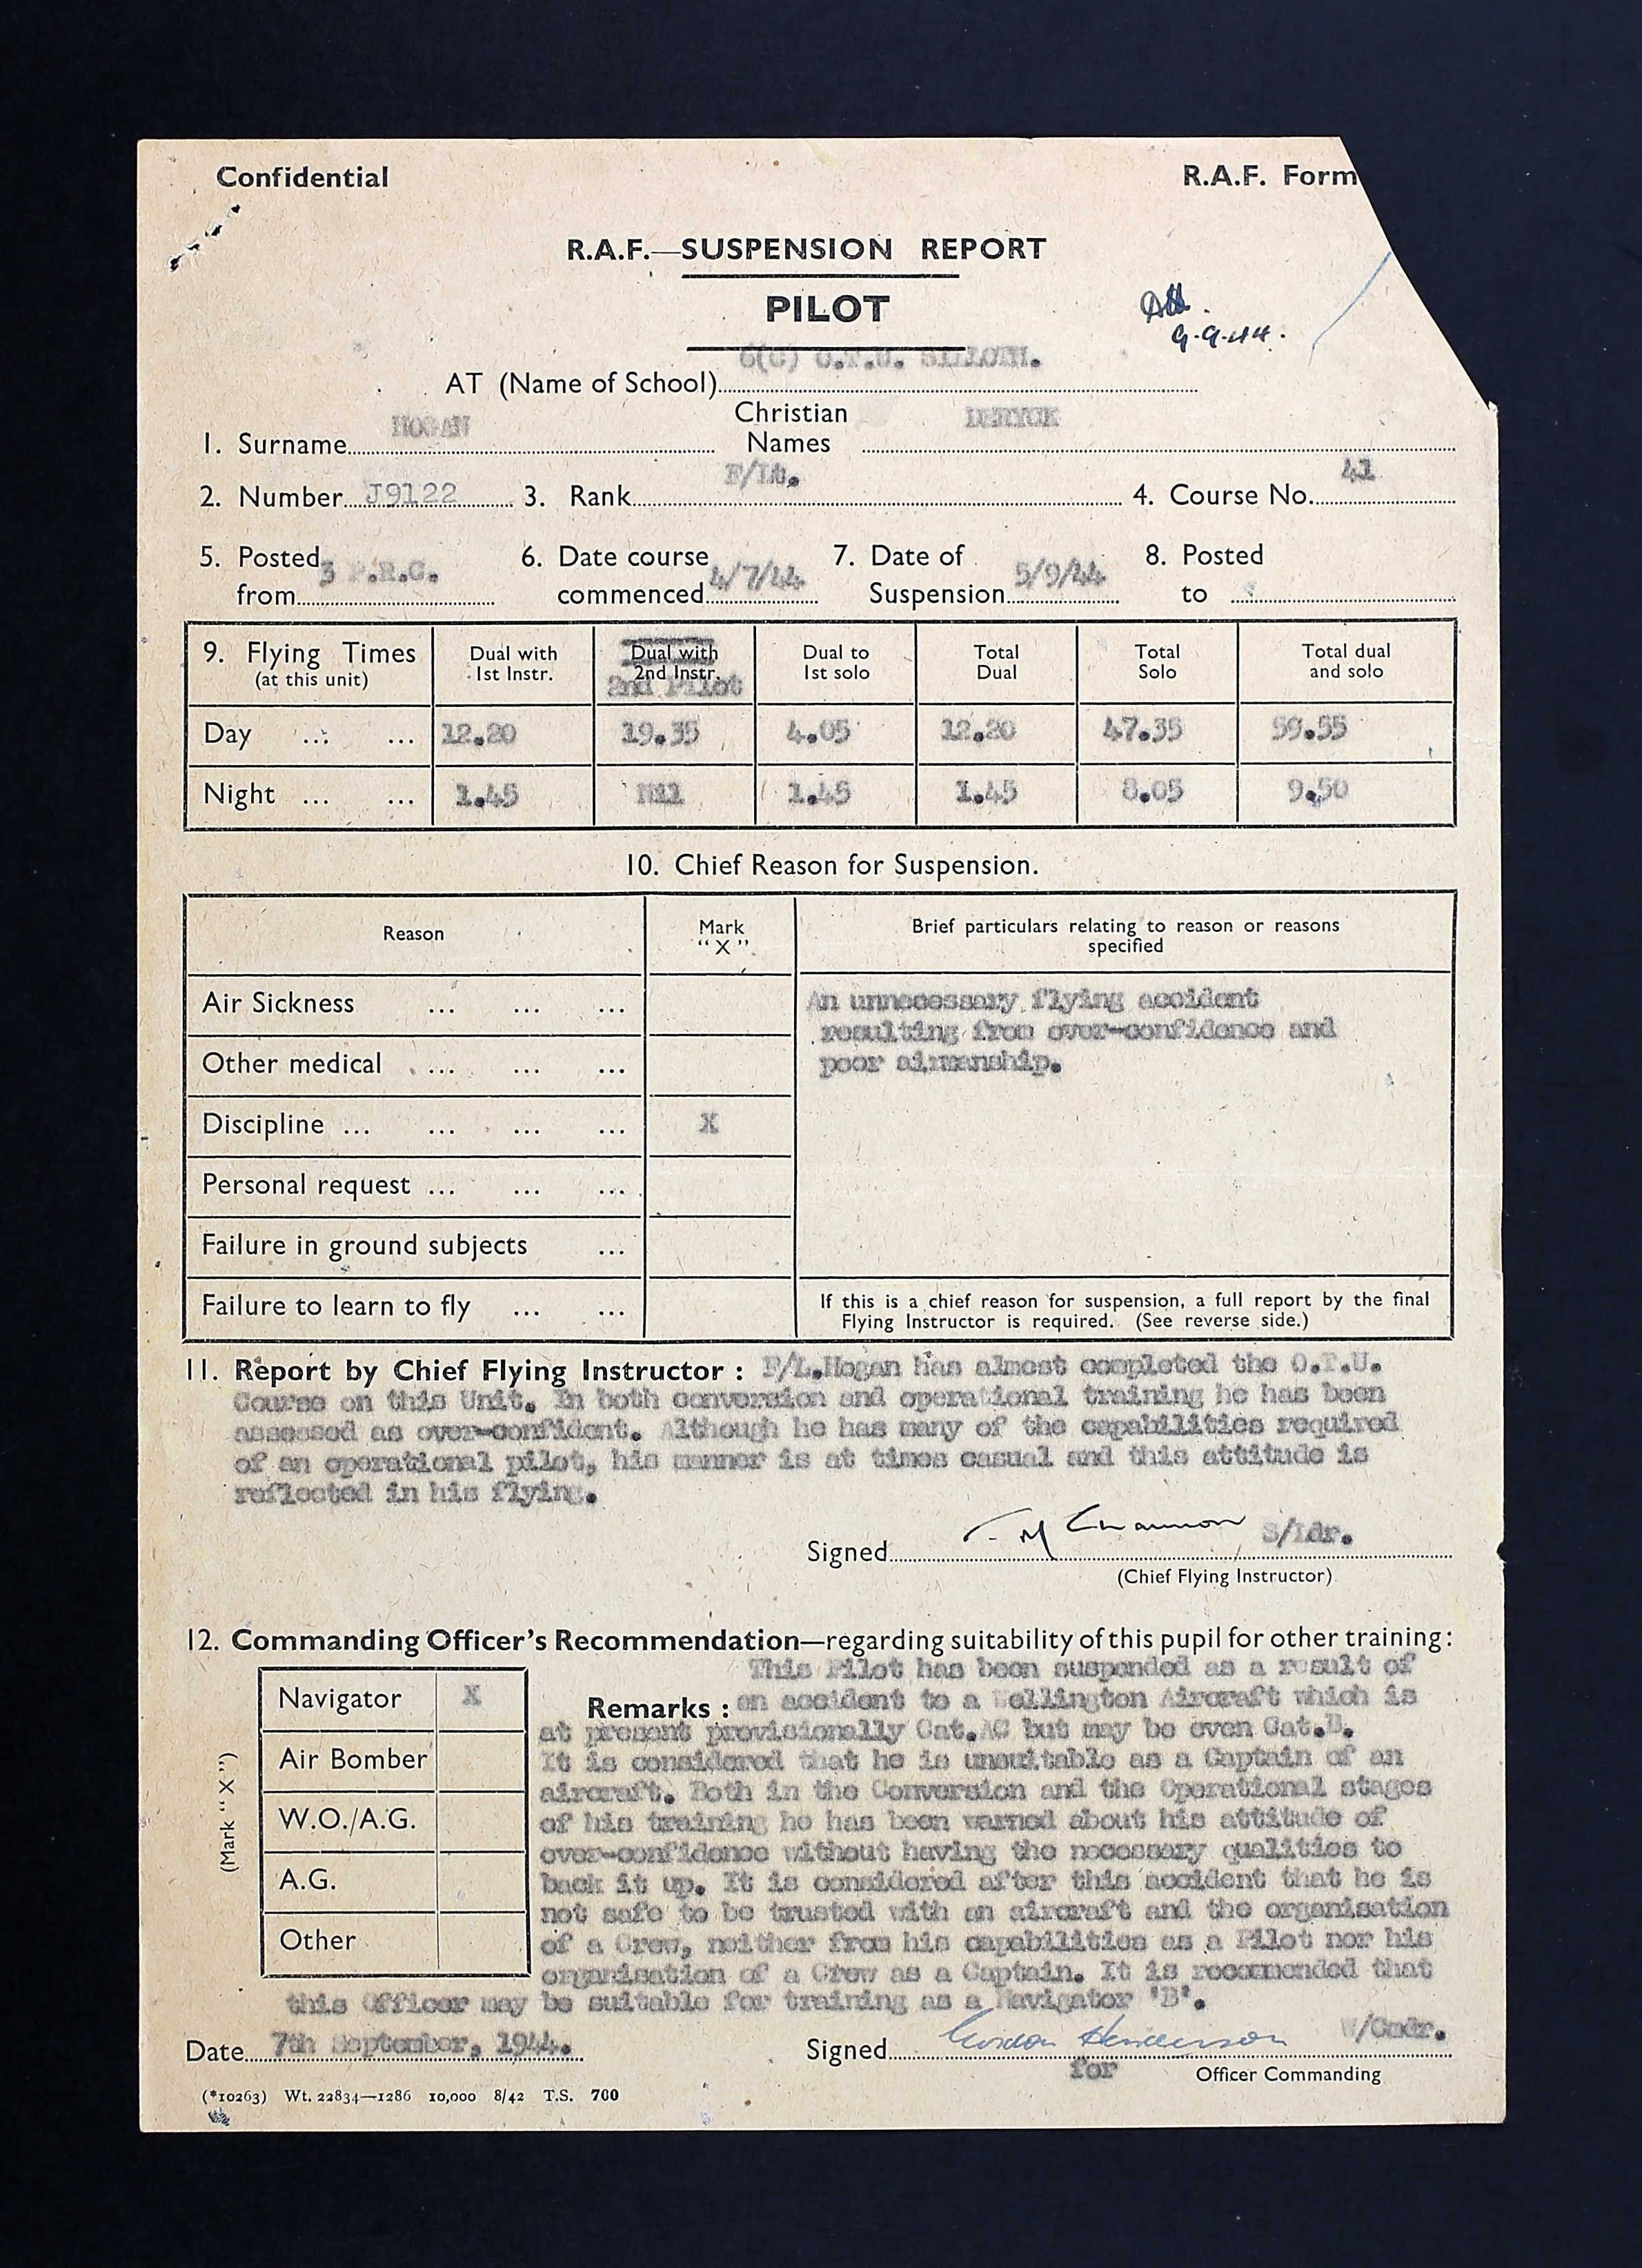 Confidential
R.A.F. Form
R.A.F.—SUSPENSION REPORT
PILOT
9.9.44.
6(C) O.T.U. SILLOTH.
AT (Name of School)
1. Surname HOGAN Christian Names DERYCK
2. Number J9122 3. Rank F/Lt. 4. Course No. 41
5. Posted from 3 P.R.C. 6. Date course commenced 4/7/44 7. Date of Suspension 5/9/44 8. Posted to
9. Flying Times (at this unit) Dual with 1st Instr. Dual with 2nd Instr. 2nd Pilot Dual to 1st solo Total Dual Total Solo Total dual and solo
Day ... ... 12.20 19.35 4.05 12.20 47.35 59.55
Night ... ... 1.45 Nil 1.45 1.45 8.05 9.50
10. Chief Reason for Suspension.
Reason Mark "X" Brief particulars relating to reason or reasons specified
Air Sickness ... ... ...
An unnecessary flying accident
resulting from over-confidence and
poor airmanship.
Other medical ... ... ...
Discipline ... ... ... ... X
Personal request ... ... ...
Failure in ground subjects ...
Failure to learn to fly ... ...
If this is a chief reason for suspension, a full report by the final
Flying Instructor is required. (See reverse side.)
11. Report by Chief Flying Instructor : F/L.Hogan has almost completed the O.T.U.
Course on this Unit. In both conversion and operational training he has been
assessed as over-confident. Although he has many of the capabilities required
of an operational pilot, his manner is at times casual and this attitude is
reflected in his flying.
Signed S/Ldr.
(Chief Flying Instructor)
12. Commanding Officer's Recommendation—regarding suitability of this pupil for other training:
(Mark "X")
Navigator X
Air Bomber
W.O./A.G.
A.G.
Other
This Pilot has been suspended as a result of
Remarks : an accident to a Wellington Aircraft which is
at present provisionally Cat.AC but may be even Cat.B.
It is considered that he is unsuitable as a Captain of an
aircraft. Both in the Conversion and the Operational stages
of his training he has been warned about his attitude of
over-confidence without having the necessary qualities to
back it up. It is considered after this accident that he is
not safe to be trusted with an aircraft and the organisation
of a Crew, neither from his capabilities as a Pilot nor his
organisation of a Crew as a Captain. It is recommended that
this Officer may be suitable for training as a Navigator 'B'.
Date 7th September, 1944. Signed Gordon Henderson W/Cmdr.
for Officer Commanding
(*10263) Wt. 22834—1286 10,000 8/42 T.S. 700